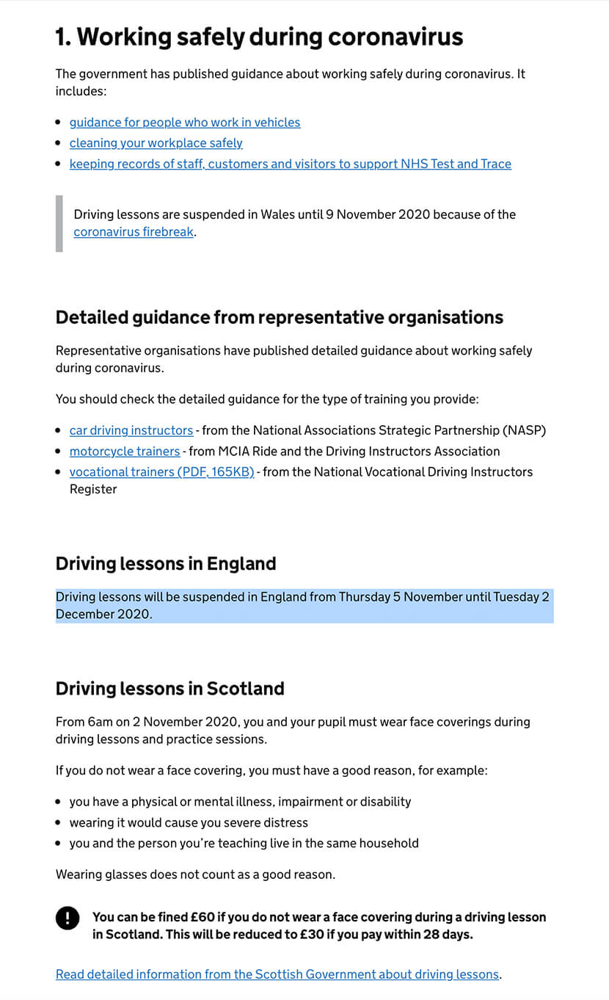 1. Working safely during coronavirus
The government has published guidance about working safely during coronavirus. It
includes:
• guidance for people who work in vehicles
• cleaning your workplace safely
• keeping records of staff, customers and visitors to support NHS Test and Trace
Driving lessons are suspended in Wales until 9 November 2020 because of the
coronavirus firebreak.
Detailed guidance from representative organisations
Representative organisations have published detailed guidance about working safely
during coronavirus.
You should check the detailed guidance for the type of training you provide:
• car driving instructors - from the National Associations Strategic Partnership (NASP)
• motorcycle trainers - from MCIA Ride and the Driving Instructors Association
• vocational trainers (PDF, 165KB) - from the National Vocational Driving Instructors
Register
Driving lessons in England
Driving lessons will be suspended in England from Thursday 5 November until Tuesday 2
December 2020.
Driving lessons in Scotland
From 6am on 2 November 2020, you and your pupil must wear face coverings during
driving lessons and practice sessions.
If you do not wear a face covering, you must have a good reason, for example:
• you have a physical or mental illness, impairment or disability
• wearing it would cause you severe distress
• you and the person you're teaching live in the same household
Wearing glasses does not count as a good reason.
! You can be fined £60 if you do not wear a face covering during a driving lesson
in Scotland. This will be reduced to £30 if you pay within 28 days.
Read detailed information from the Scottish Government about driving lessons.